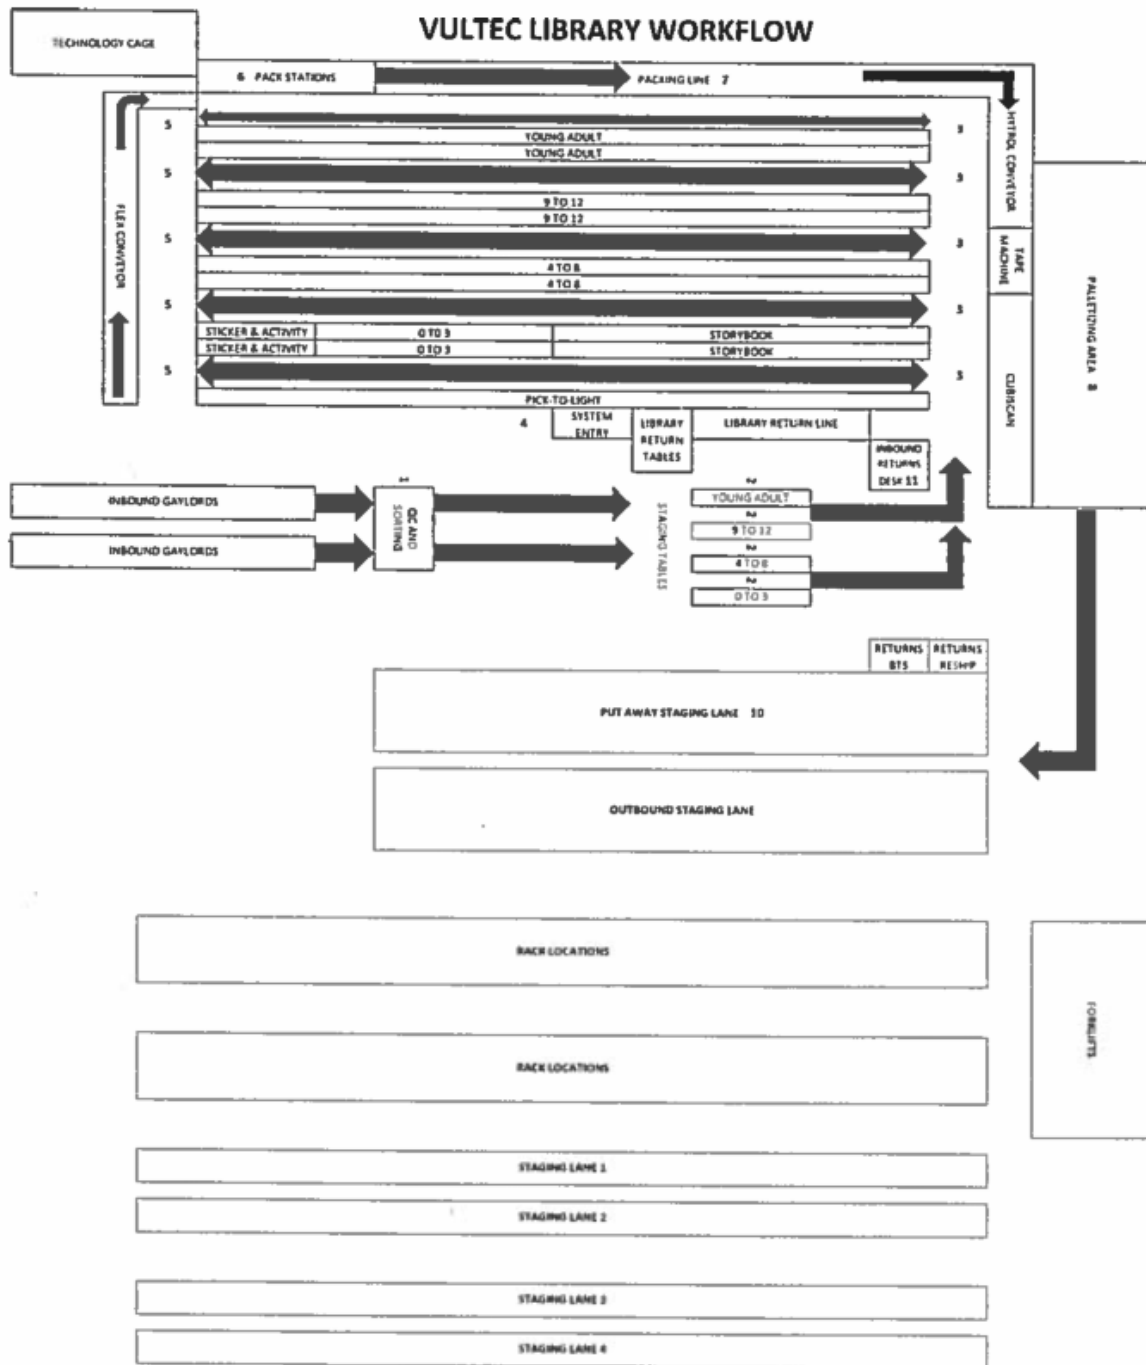 VULTEC LIBRARY WORKFLOW
TECHNOLOGY CAGE
6 PACK STATIONS
PACKING LINE 7
HYTROL CONVEYOR
TAPE
MACHINE
CUBISCAN
PALLETIZING AREA 8
FLEX CONVEYOR
5
3
YOUNG ADULT
YOUNG ADULT
5
3
9 TO 12
9 TO 12
5
3
4 TO 8
4 TO 8
5
3
STICKER & ACTIVITY
0 TO 3
STORYBOOK
STICKER & ACTIVITY
0 TO 3
STORYBOOK
5
3
PICK-TO-LIGHT
4
SYSTEM
ENTRY
LIBRARY
RETURN
TABLES
LIBRARY RETURN LINE
INBOUND
RETURNS
DESK 11
INBOUND GAYLORDS
INBOUND GAYLORDS
1
QC AND
SORTING
STAGING TABLES
2
YOUNG ADULT
2
9 TO 12
2
4 TO 8
2
0 TO 3
RETURNS
BTS
RETURNS
RESHIP
PUT AWAY STAGING LANE 10
OUTBOUND STAGING LANE
RACK LOCATIONS
RACK LOCATIONS
FORKLIFTS
STAGING LANE 1
STAGING LANE 2
STAGING LANE 3
STAGING LANE 4